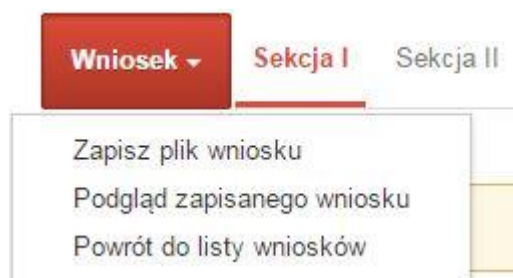 Wniosek Sekcja I Sekcja II
Zapisz plik wniosku
Podgląd zapisanego wniosku
Powrót do listy wniosków